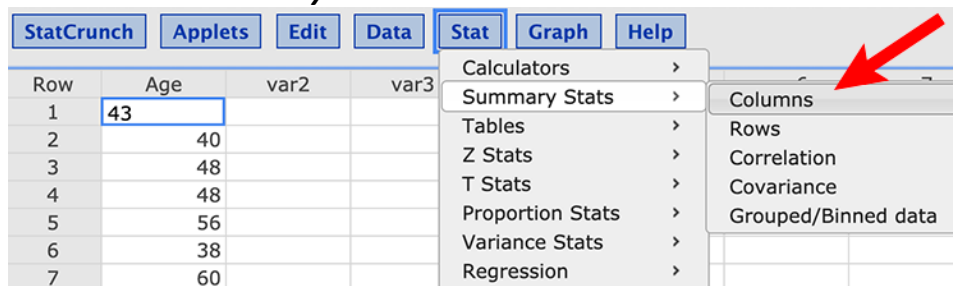 StatCrunch Applets Edit Data Stat Graph Help
Row Age var2 var3
1 43
2 40
3 48
4 48
5 56
6 38
7 60
Calculators >
Summary Stats >
Tables >
Z Stats >
T Stats >
Proportion Stats >
Variance Stats >
Regression >
Columns
Rows
Correlation
Covariance
Grouped/Binned data